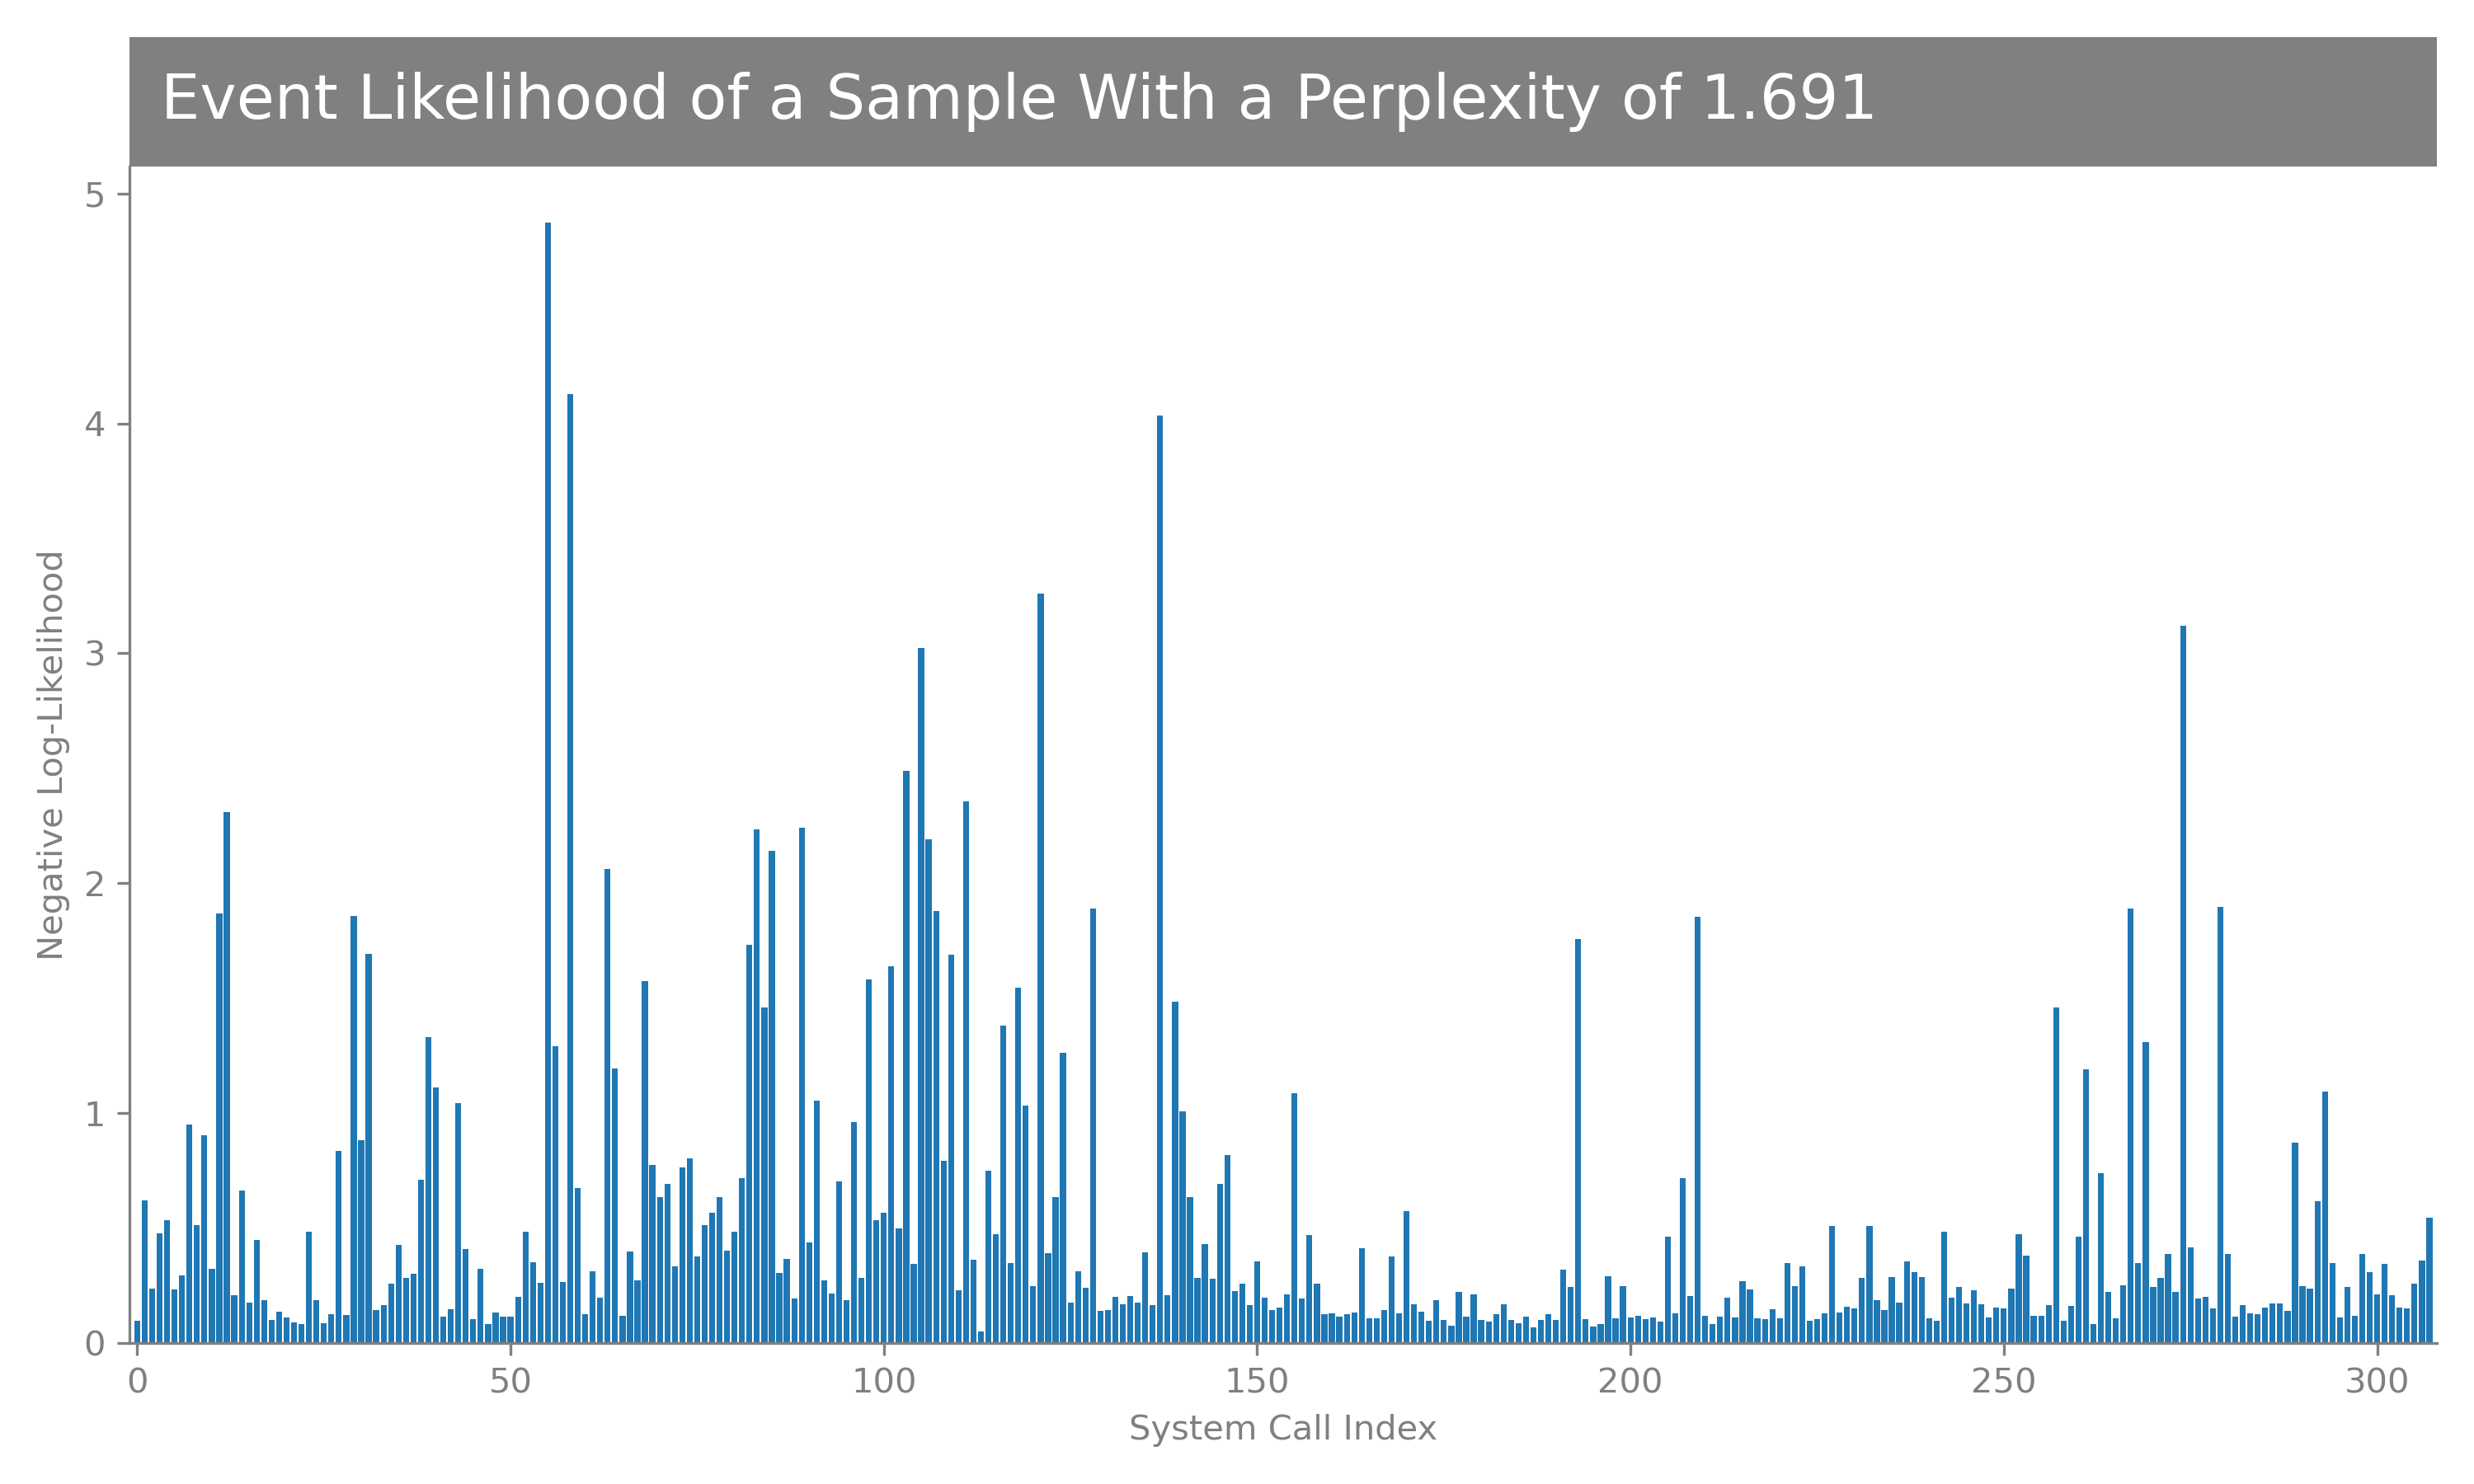 Event Likelihood of a Sample With a Perplexity of 1.691
5
4
3
2
1
0
Negative Log-Likelihood
0 50 100 150 200 250 300
System Call Index